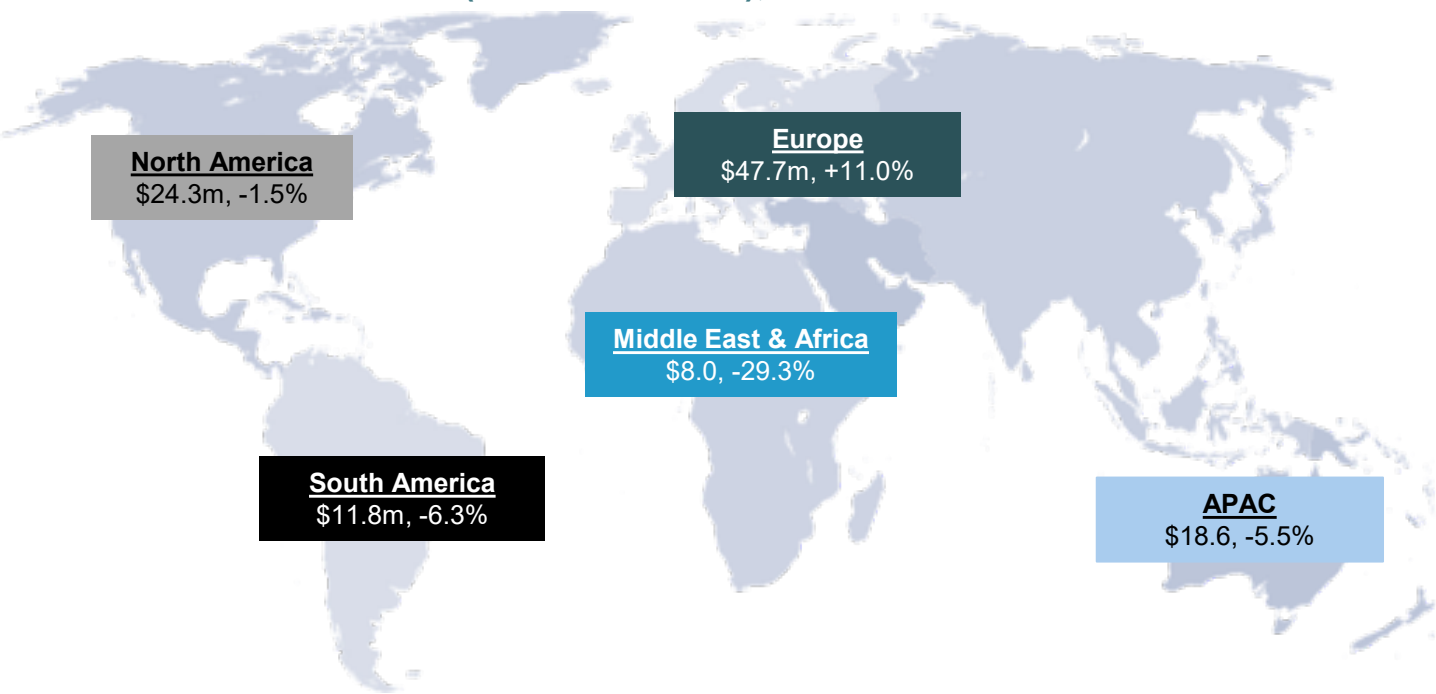 North America
$24.3m, -1.5%
Europe
$47.7m, +11.0%
Middle East & Africa
$8.0, -29.3%
South America
$11.8m, -6.3%
APAC
$18.6, -5.5%